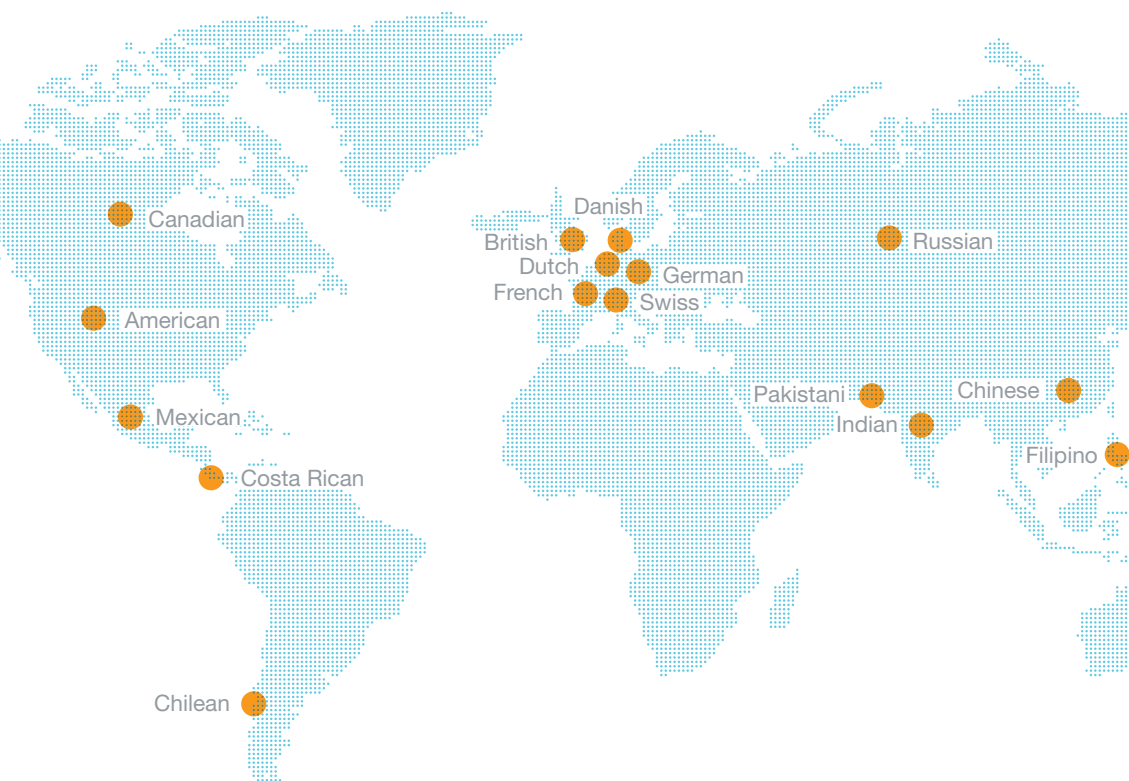 Danish
Canadian
British
Russian
Dutch
German
French
Swiss
American
Chinese
Pakistani
Mexican
Indian
Filipino
Costa Rican
Chilean